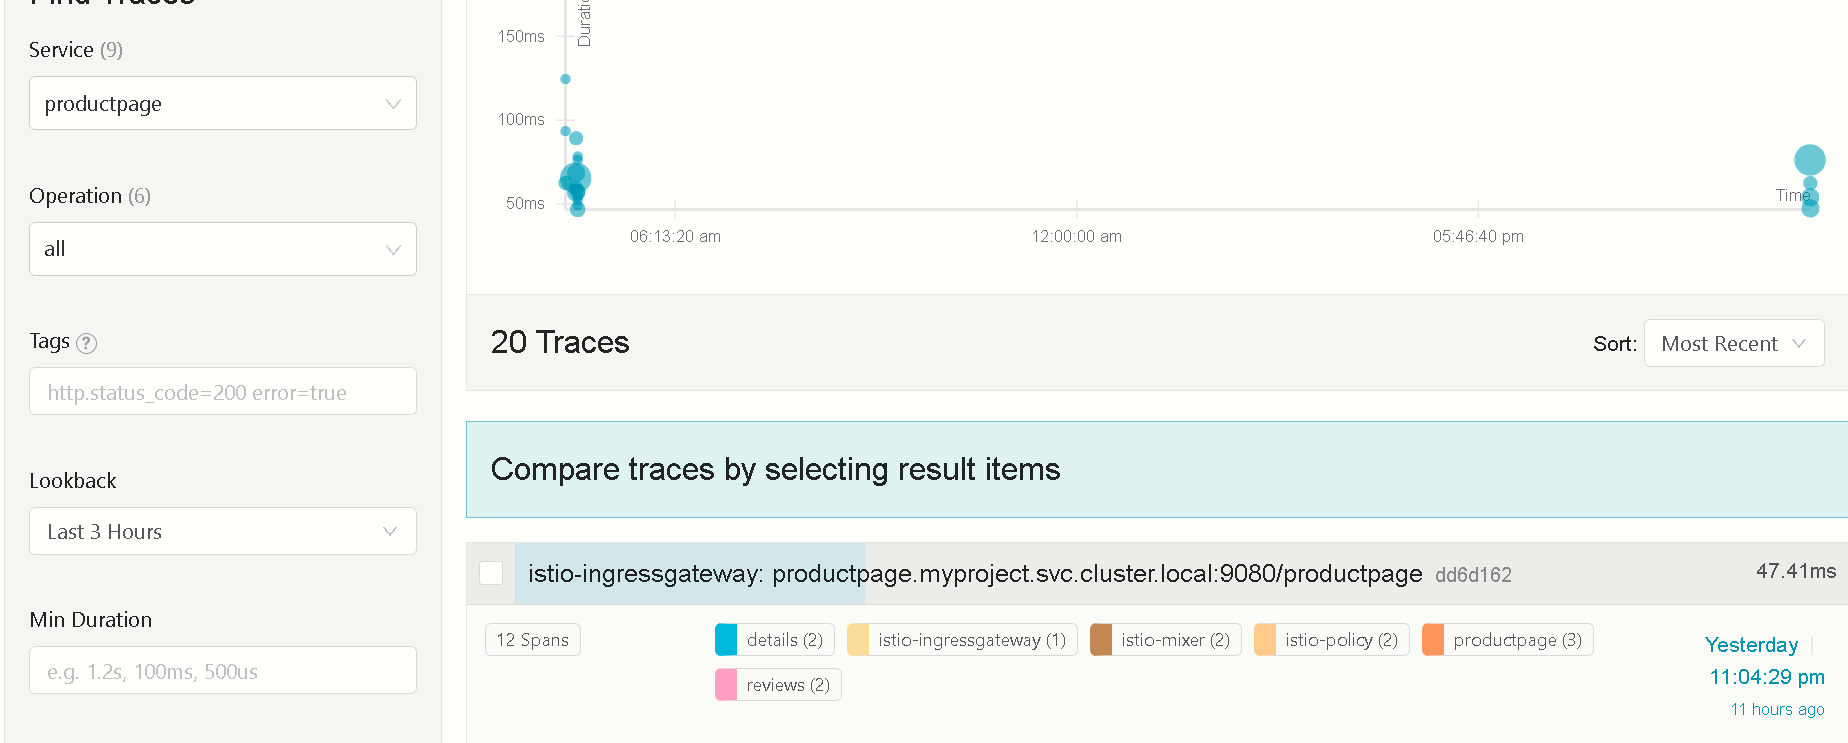 Find Traces
Service (9)
productpage
Operation (6)
all
Tags ?
http.status_code=200 error=true
Lookback
Last 3 Hours
Min Duration
e.g. 1.2s, 100ms, 500us
Duratio
150ms
100ms
50ms
Time
06:13:20 am
12:00:00 am
05:46:40 pm
20 Traces
Sort: Most Recent
Compare traces by selecting result items
istio-ingressgateway: productpage.myproject.svc.cluster.local:9080/productpage dd6d162
47.41ms
12 Spans
details (2)
istio-ingressgateway (1)
istio-mixer (2)
istio-policy (2)
productpage (3)
reviews (2)
Yesterday
11:04:29 pm
11 hours ago